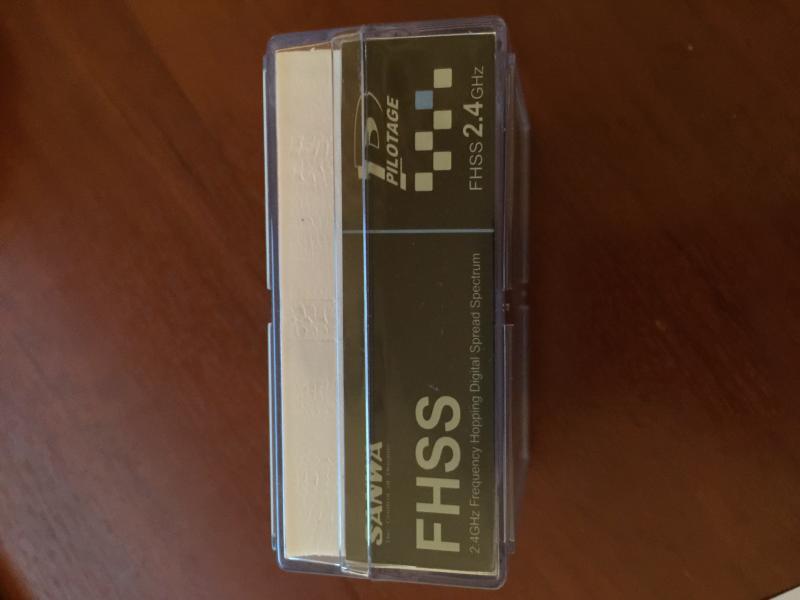 SANWA
FHSS
2.4GHz Frequency Hopping Digital Spread Spectrum
PILOTAGE
FHSS 2.4GHz